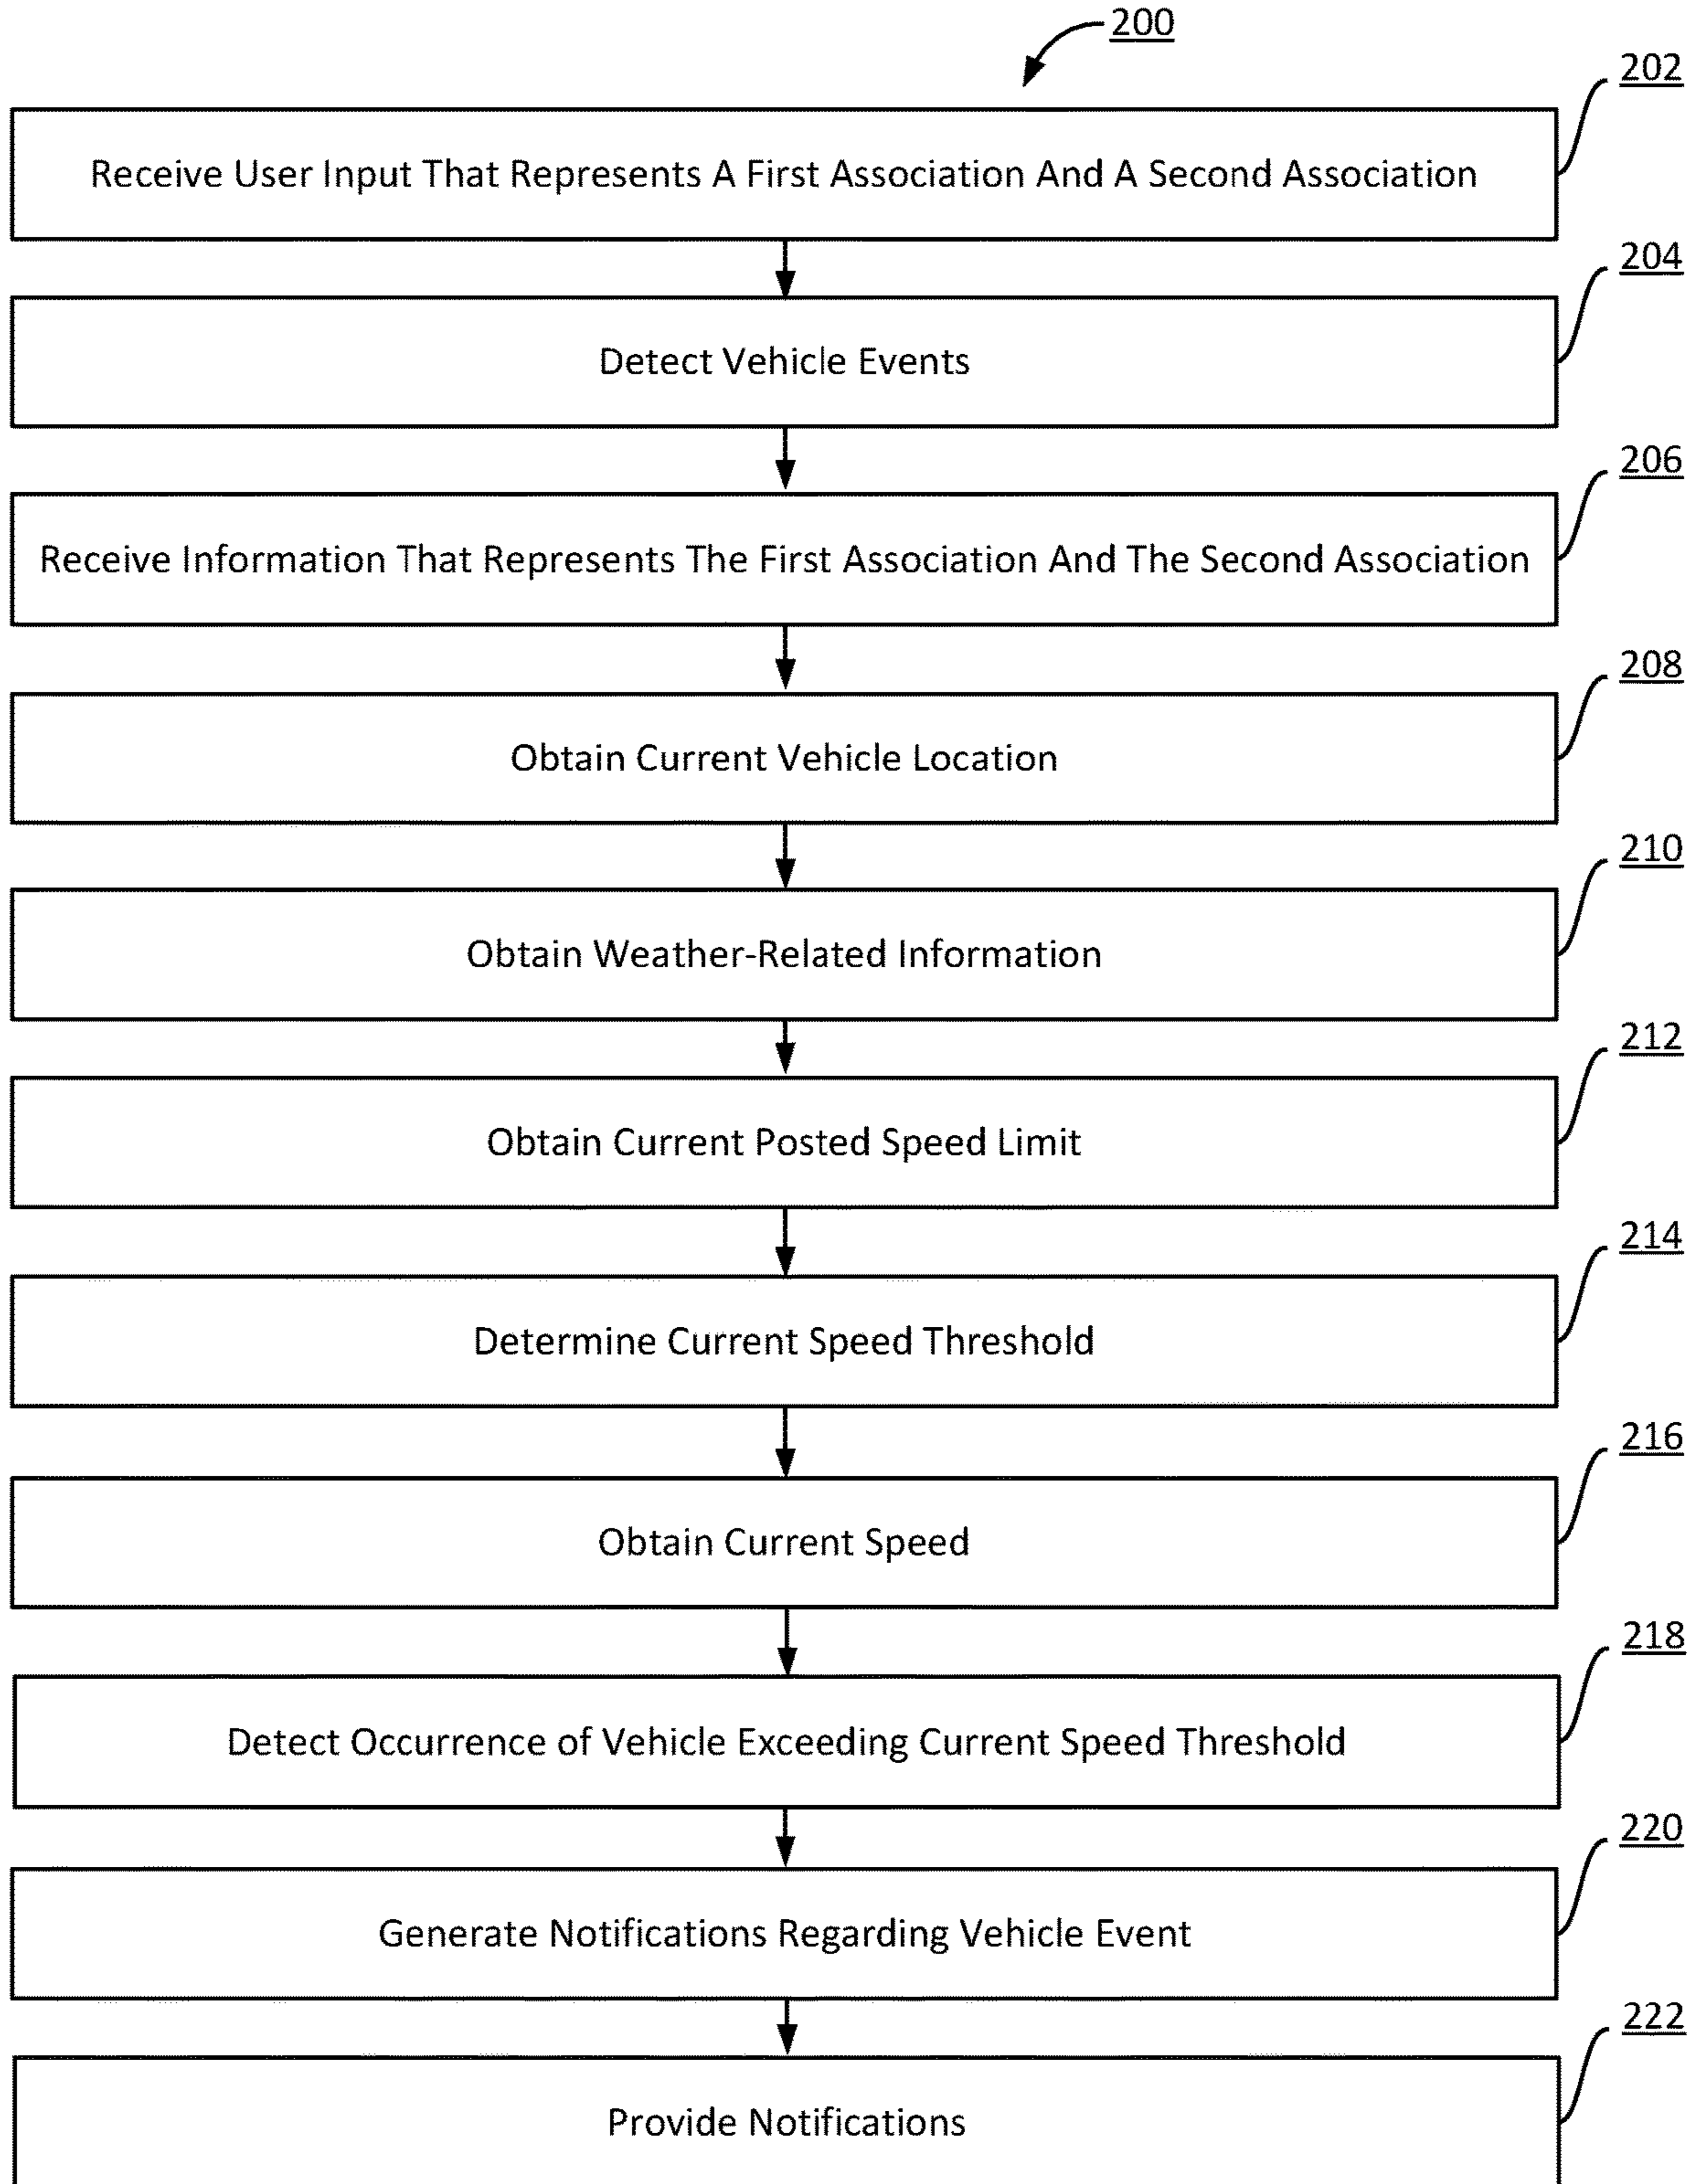 200
202
Receive User Input That Represents A First Association And A Second Association
204
Detect Vehicle Events
206
Receive Information That Represents The First Association And The Second Association
208
Obtain Current Vehicle Location
210
Obtain Weather-Related Information
212
Obtain Current Posted Speed Limit
214
Determine Current Speed Threshold
216
Obtain Current Speed
218
Detect Occurrence of Vehicle Exceeding Current Speed Threshold
220
Generate Notifications Regarding Vehicle Event
222
Provide Notifications